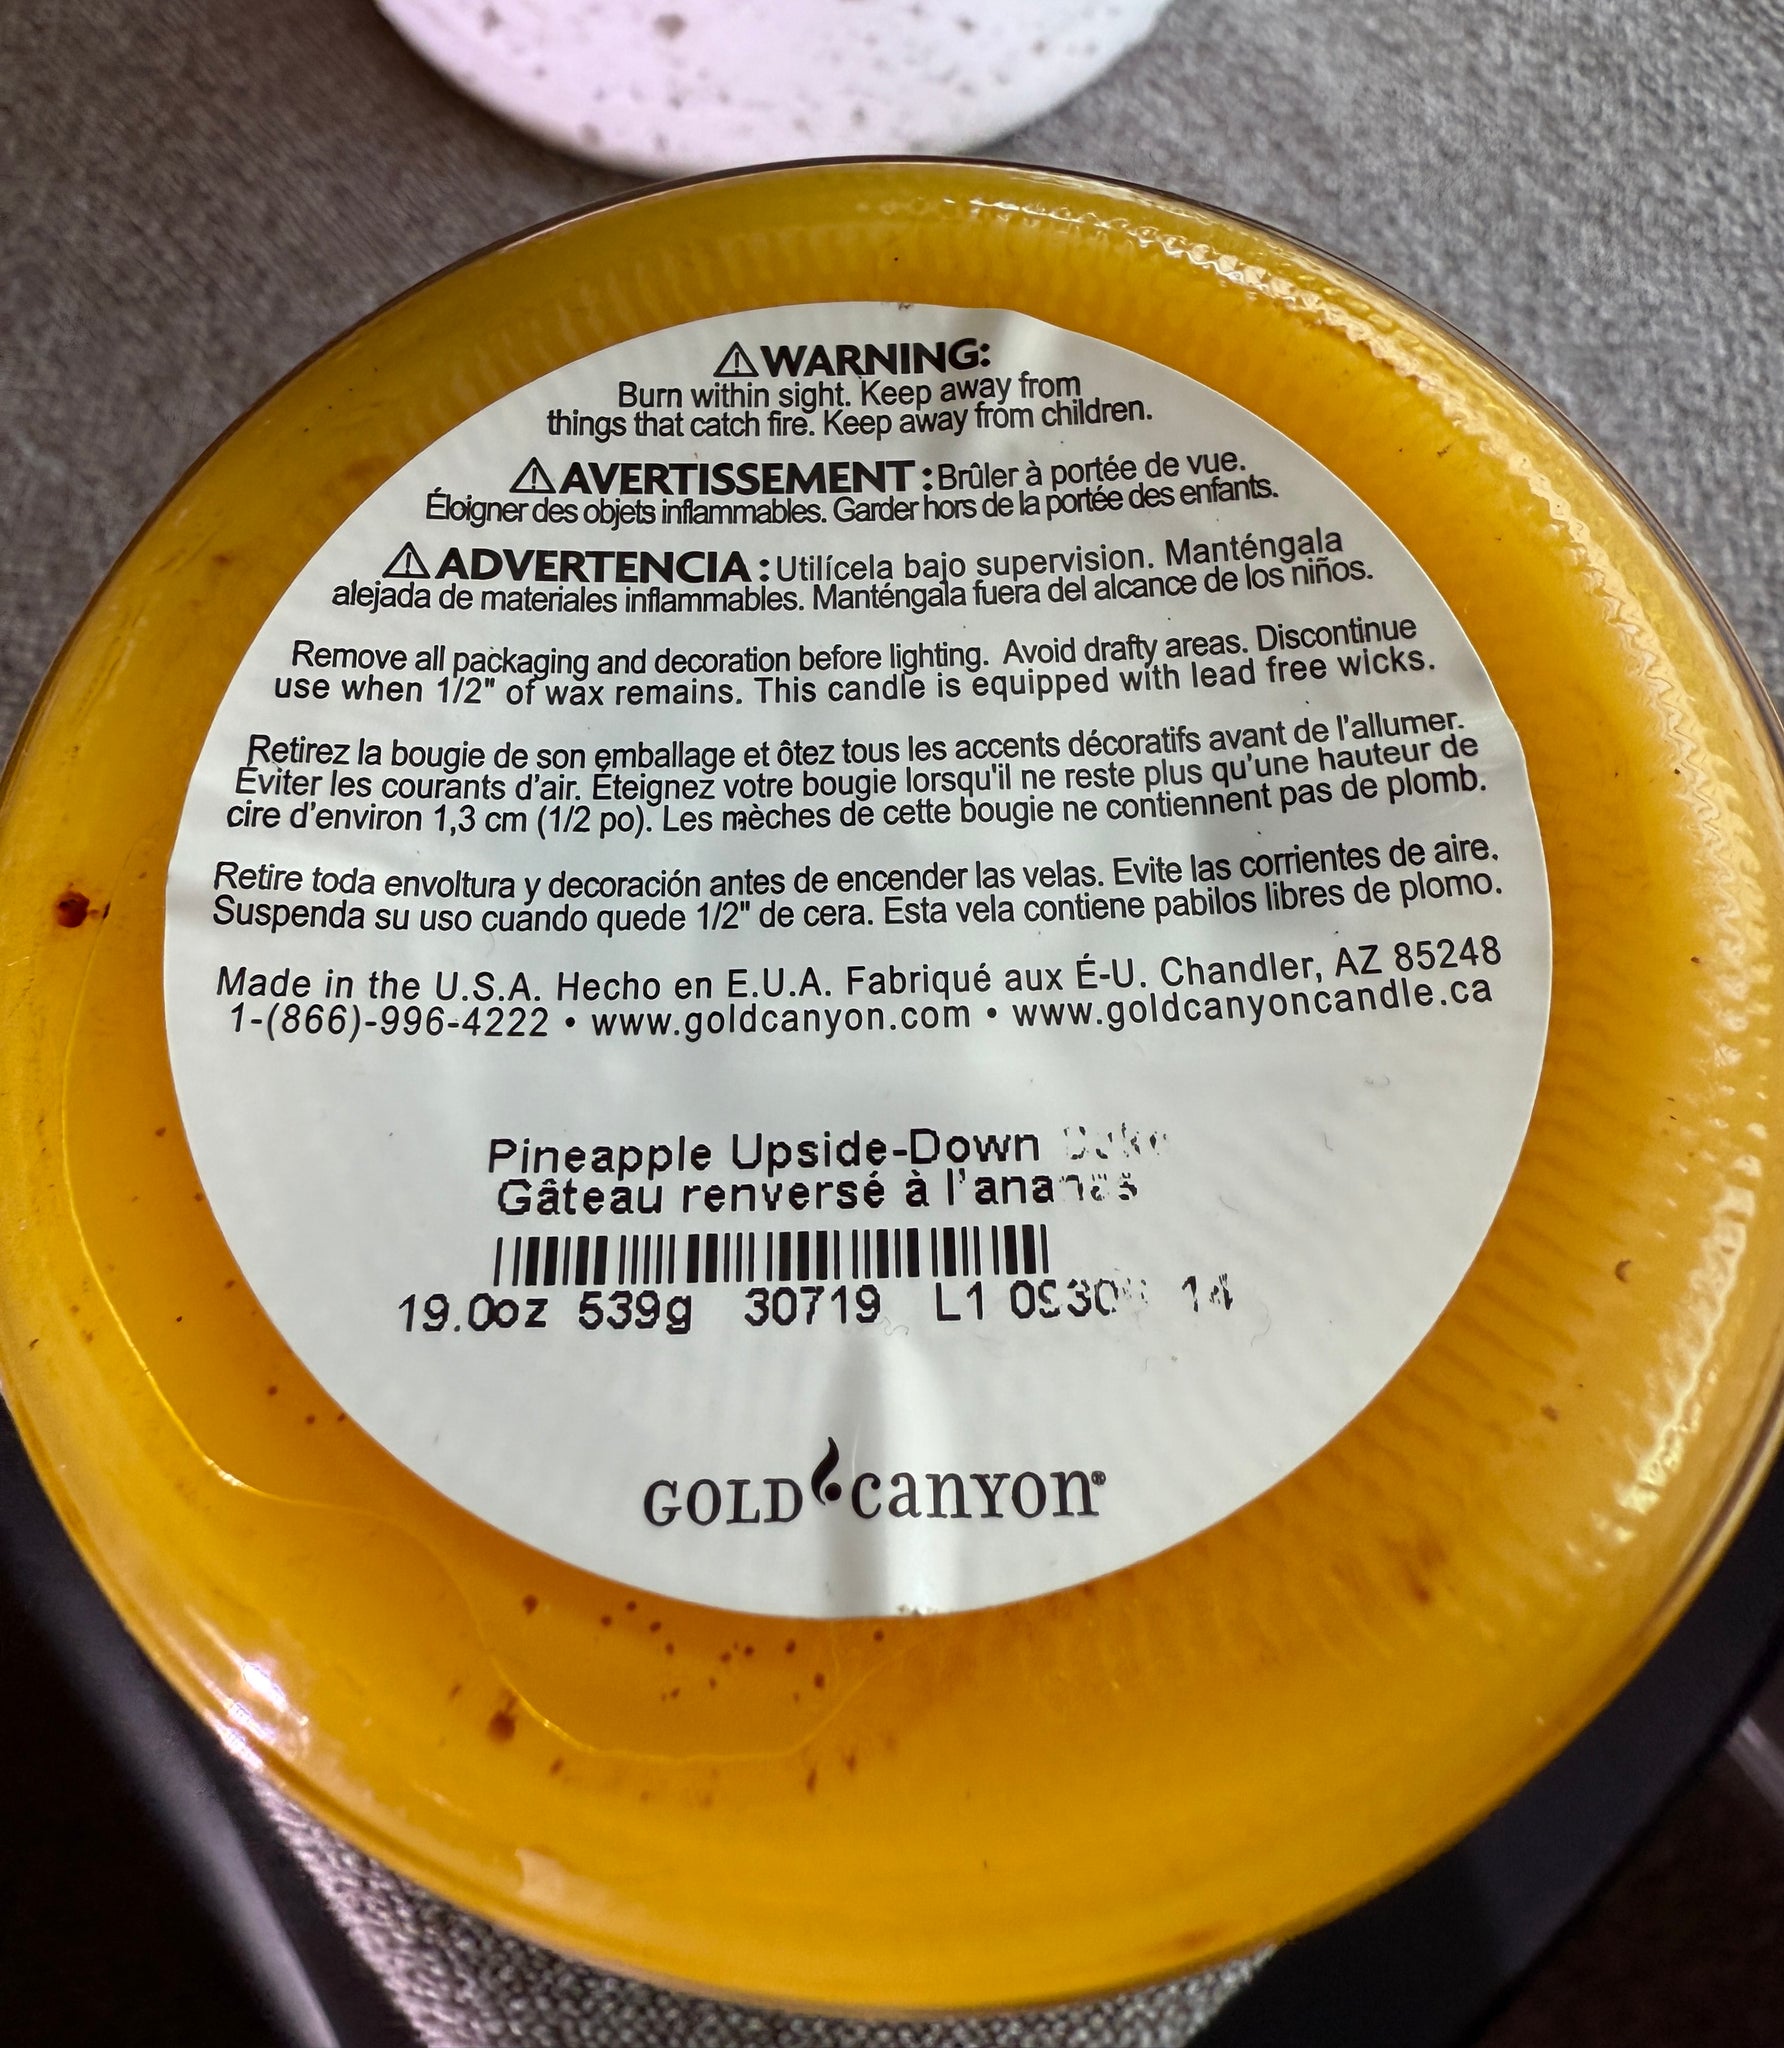 ⚠WARNING:
Burn within sight. Keep away from
things that catch fire. Keep away from children.
⚠AVERTISSEMENT : Brûler à portée de vue.
Éloigner des objets inflammables. Garder hors de la portée des enfants.
⚠ADVERTENCIA : Utilícela bajo supervision. Manténgala
alejada de materiales inflammables. Manténgala fuera del alcance de los niños.
Remove all packaging and decoration before lighting. Avoid drafty areas. Discontinue
use when 1/2" of wax remains. This candle is equipped with lead free wicks.
Retirez la bougie de son emballage et ôtez tous les accents décoratifs avant de l'allumer.
Éviter les courants d'air. Éteignez votre bougie lorsqu'il ne reste plus qu'une hauteur de
cire d'environ 1,3 cm (1/2 po). Les mèches de cette bougie ne contiennent pas de plomb.
Retire toda envoltura y decoración antes de encender las velas. Evite las corrientes de aire.
Suspenda su uso cuando quede 1/2" de cera. Esta vela contiene pabilos libres de plomo.
Made in the U.S.A. Hecho en E.U.A. Fabriqué aux É-U. Chandler, AZ 85248
1-(866)-996-4222 • www.goldcanyon.com • www.goldcanyoncandle.ca
Pineapple Upside-Down
Gâteau renversé à l'ananas
19.0oz 539g 30719 L1
GOLD canyon®